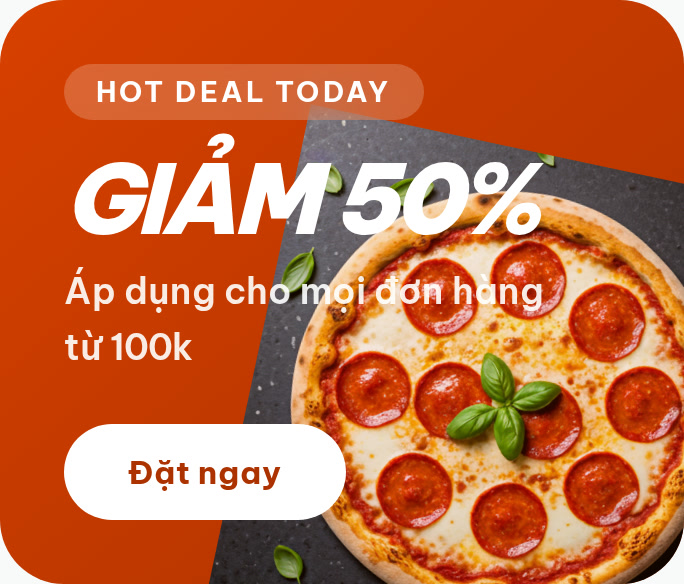 HOT DEAL TODAY
GIẢM 50%
Áp dụng cho mọi đơn hàng
từ 100k
Đặt ngay